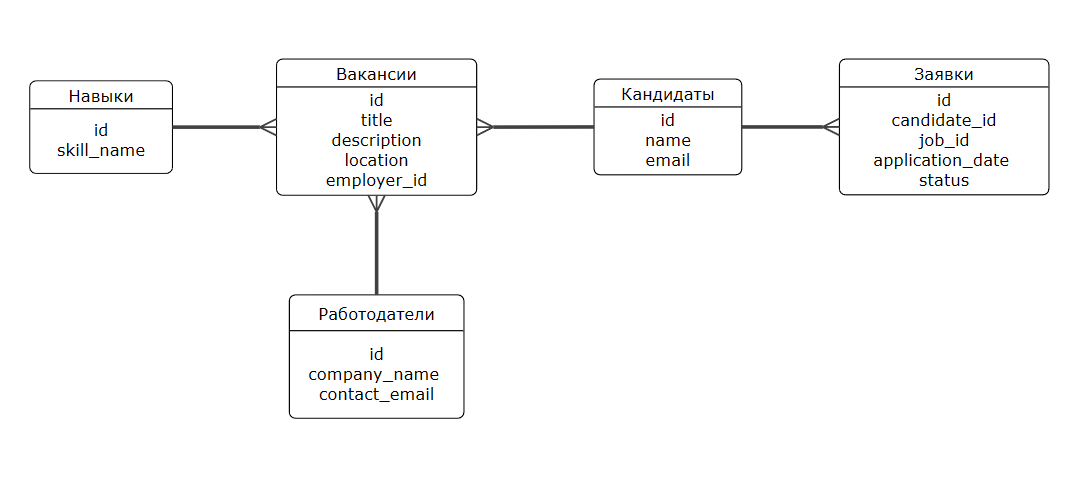 Навыки
id
skill_name
Вакансии
id
title
description
location
employer_id
Кандидаты
id
name
email
Заявки
id
candidate_id
job_id
application_date
status
Работодатели
id
company_name
contact_email